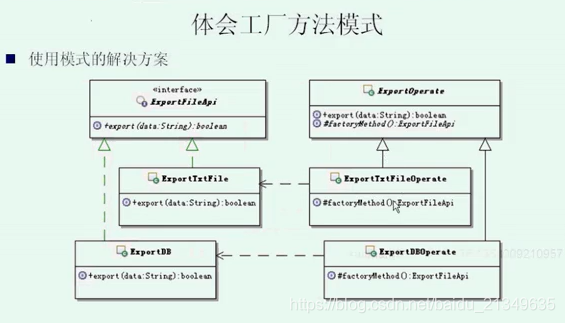 体会工厂方法模式
使用模式的解决方案
«interface»
ExportFileApi
+export(data:String):boolean
ExportOperate
+export(data:String):boolean
#factoryMethod():ExportFileApi
ExportTxtFile
+export(data:String):boolean
ExportTxtFileOperate
#factoryMethod():ExportFileApi
ExportDB
+export(data:String):boolean
ExportDBOperate
#factoryMethod():ExportFileApi
https://blog.csdn.net/baidu_21349635